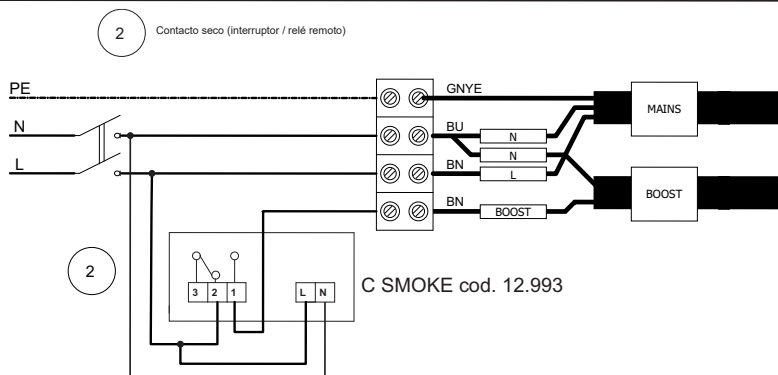 2 Contacto seco (interruptor / relé remoto)
PE
GNYE
MAINS
N
BU
N
N
L
BN
L
BOOST
BN
BOOST
2
3 2 1
L N
C SMOKE cod. 12.993